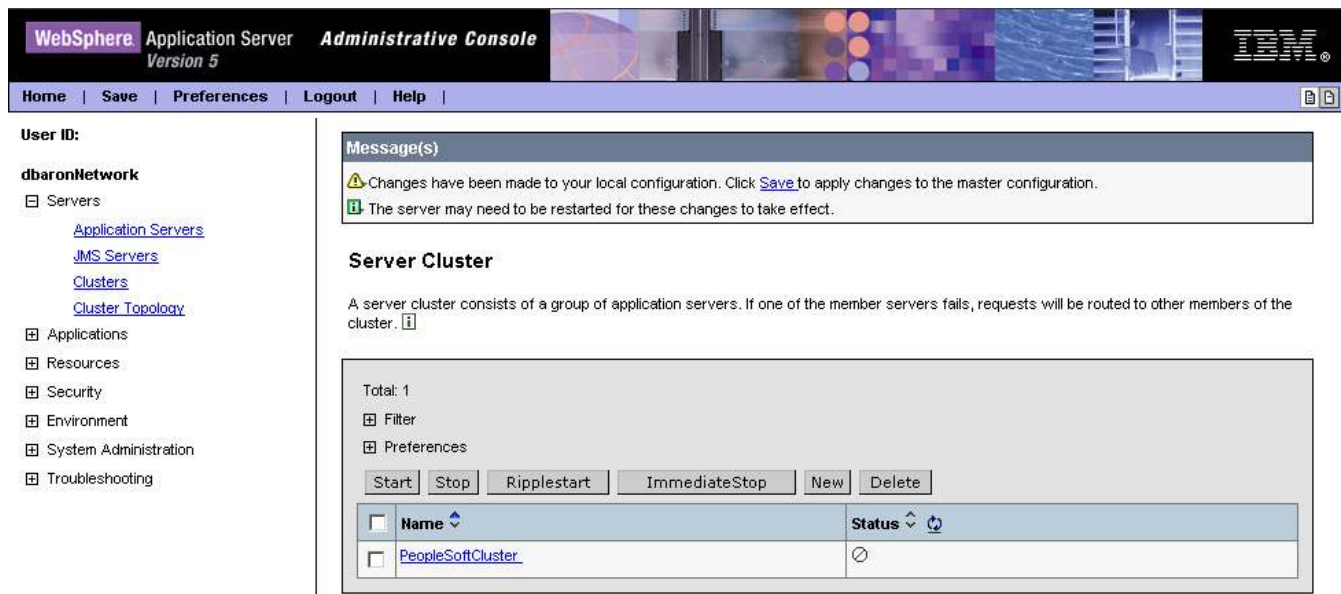 WebSphere. Application Server Administrative Console
Version 5
IBM®
Home | Save | Preferences | Logout | Help |
User ID:
dbaronNetwork
Servers
Application Servers
JMS Servers
Clusters
Cluster Topology
Applications
Resources
Security
Environment
System Administration
Troubleshooting
Message(s)
Changes have been made to your local configuration. Click Save to apply changes to the master configuration.
The server may need to be restarted for these changes to take effect.
Server Cluster
A server cluster consists of a group of application servers. If one of the member servers fails, requests will be routed to other members of the
cluster.
Total: 1
Filter
Preferences
Start Stop Ripplestart ImmediateStop New Delete
Name Status
PeopleSoftCluster